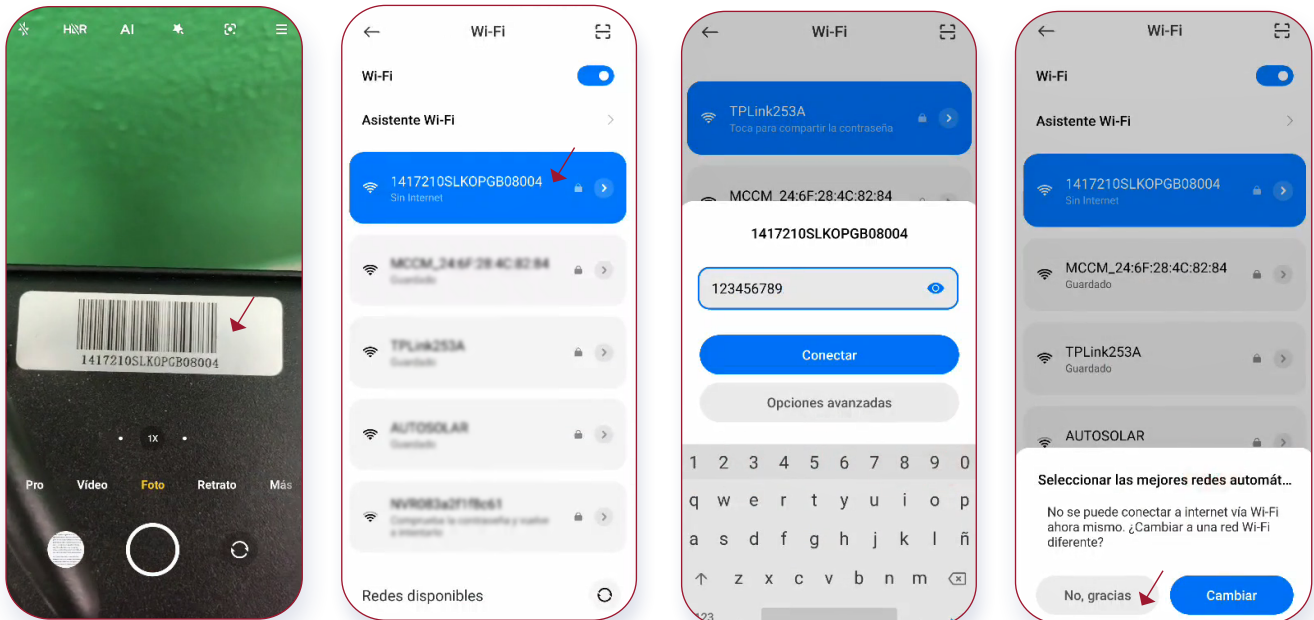 HDR AI
1417210SLKOPGB08004
1X
Pro Vídeo Foto Retrato Más
Wi-Fi
Wi-Fi
Asistente Wi-Fi
1417210SLKOPGB08004
Sin Internet
MCCM_24:6F:28:4C:82:84
Guardado
TPLink253A
Guardado
AUTOSOLAR
Guardado
Comprueba la contraseña y vuelve
a intentarlo
Redes disponibles
Wi-Fi
TPLink253A
Toca para compartir la contraseña
MCCM_24:6F:28:4C:82:84
1417210SLKOPGB08004
123456789
Conectar
Opciones avanzadas
1 2 3 4 5 6 7 8 9 0
q w e r t y u i o p
a s d f g h j k l ñ
z x c v b n m
Wi-Fi
Wi-Fi
Asistente Wi-Fi
1417210SLKOPGB08004
Sin Internet
MCCM_24:6F:28:4C:82:84
Guardado
TPLink253A
Guardado
AUTOSOLAR
Seleccionar las mejores redes automát...
No se puede conectar a internet vía Wi-Fi
ahora mismo. ¿Cambiar a una red Wi-Fi
diferente?
No, gracias Cambiar